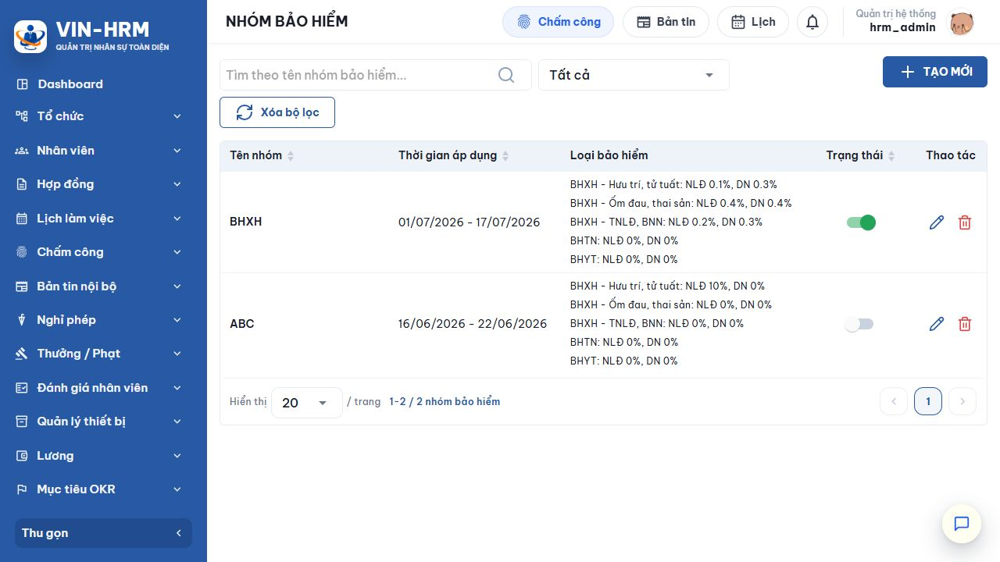 VIN-HRM
QUẢN TRỊ NHÂN SỰ TOÀN DIỆN
Dashboard
Tổ chức
Nhân viên
Hợp đồng
Lịch làm việc
Chấm công
Bản tin nội bộ
Nghỉ phép
Thưởng / Phạt
Đánh giá nhân viên
Quản lý thiết bị
Lương
Mục tiêu OKR
Thu gọn
NHÓM BẢO HIỂM
Chấm công
Bản tin
Lịch
Quản trị hệ thống
hrm_admin
Tìm theo tên nhóm bảo hiểm...
Tất cả
TẠO MỚI
Xóa bộ lọc
Tên nhóm Thời gian áp dụng Loại bảo hiểm Trạng thái Thao tác
BHXH
01/07/2026 - 17/07/2026
BHXH - Hưu trí, tử tuất: NLĐ 0.1%, DN 0.3%
BHXH - Ốm đau, thai sản: NLĐ 0.4%, DN 0.4%
BHXH - TNLĐ, BNN: NLĐ 0.2%, DN 0.3%
BHTN: NLĐ 0%, DN 0%
BHYT: NLĐ 0%, DN 0%
ABC
16/06/2026 - 22/06/2026
BHXH - Hưu trí, tử tuất: NLĐ 10%, DN 0%
BHXH - Ốm đau, thai sản: NLĐ 0%, DN 0%
BHXH - TNLĐ, BNN: NLĐ 0%, DN 0%
BHTN: NLĐ 0%, DN 0%
BHYT: NLĐ 0%, DN 0%
Hiển thị 20 / trang 1-2 / 2 nhóm bảo hiểm
1